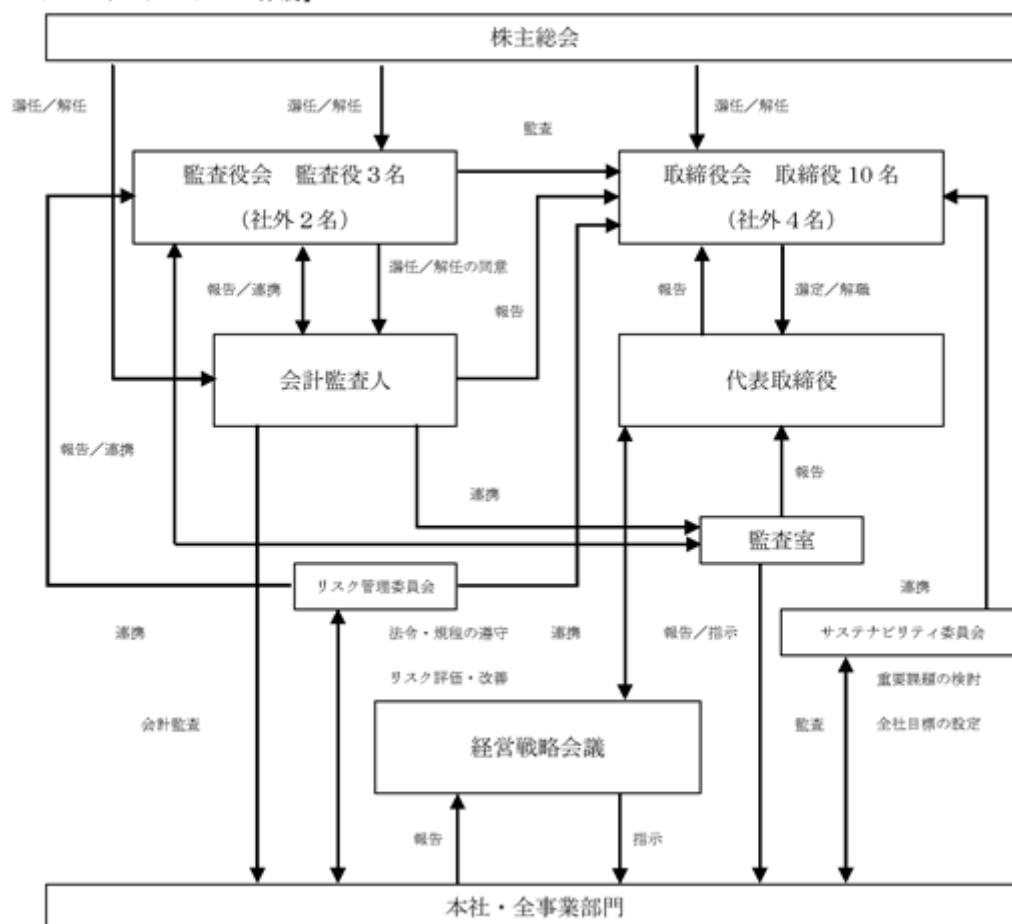 株主総会
選任／解任
選任／解任
選任／解任
監査
監査役会　監査役3名
（社外2名）
取締役会　取締役10名
（社外4名）
報告／連携
選任／解任の同意
報告
報告
選定／解職
会計監査人
代表取締役
報告／連携
連携
報告
監査室
リスク管理委員会
連携
サステナビリティ委員会
連携
法令・規程の遵守
連携
報告／指示
リスク評価・改善
重要課題の検討
会計監査
経営戦略会議
監査
全社目標の設定
報告
指示
本社・全事業部門